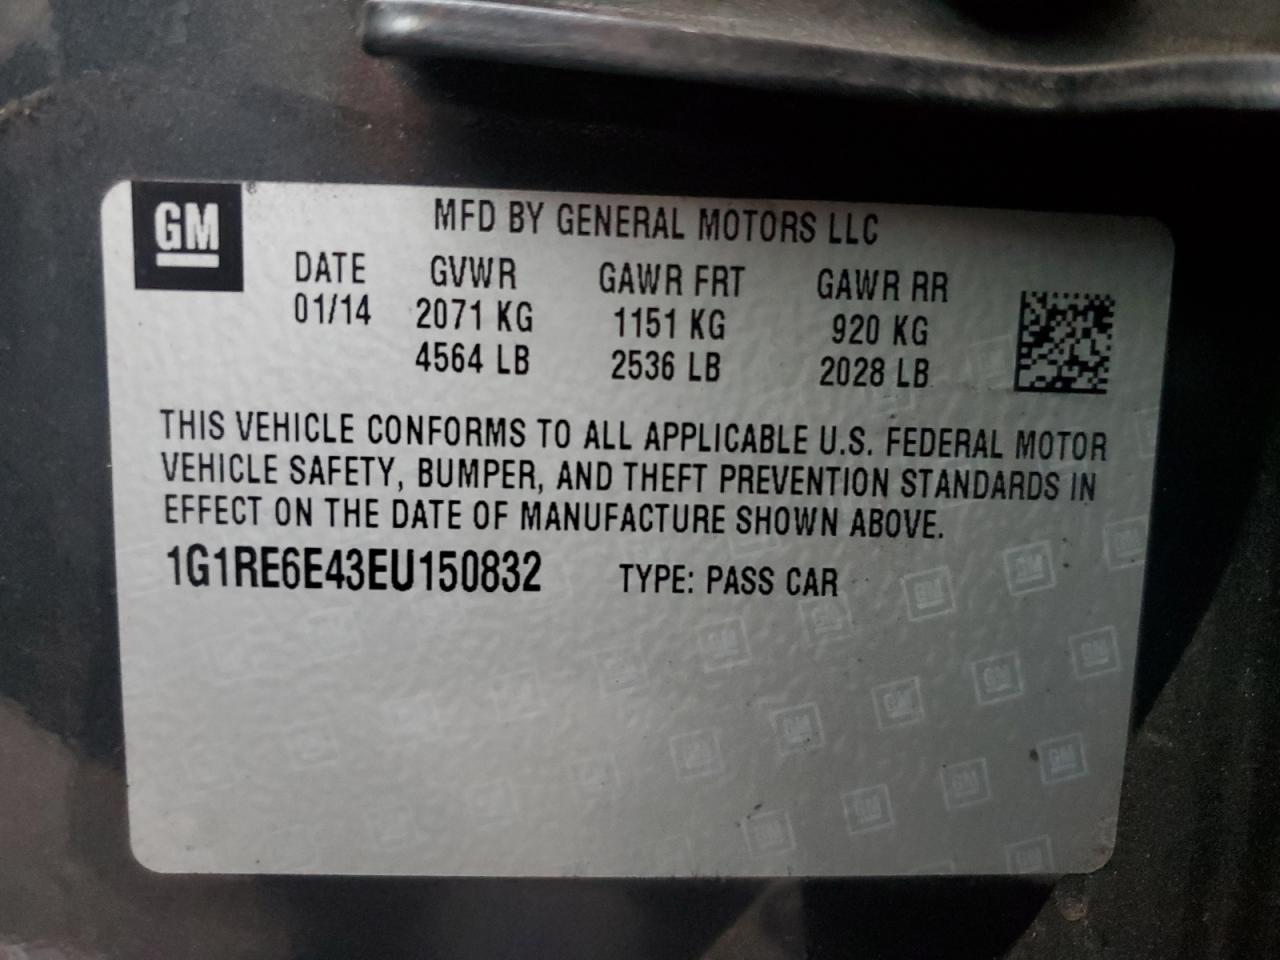 GM ®
MFD BY GENERAL MOTORS LLC
DATE GVWR GAWR FRT GAWR RR
01/14 2071 KG 1151 KG 920 KG
4564 LB 2536 LB 2028 LB
THIS VEHICLE CONFORMS TO ALL APPLICABLE U.S. FEDERAL MOTOR
VEHICLE SAFETY, BUMPER, AND THEFT PREVENTION STANDARDS IN
EFFECT ON THE DATE OF MANUFACTURE SHOWN ABOVE.
1G1RE6E43EU150832 TYPE: PASS CAR